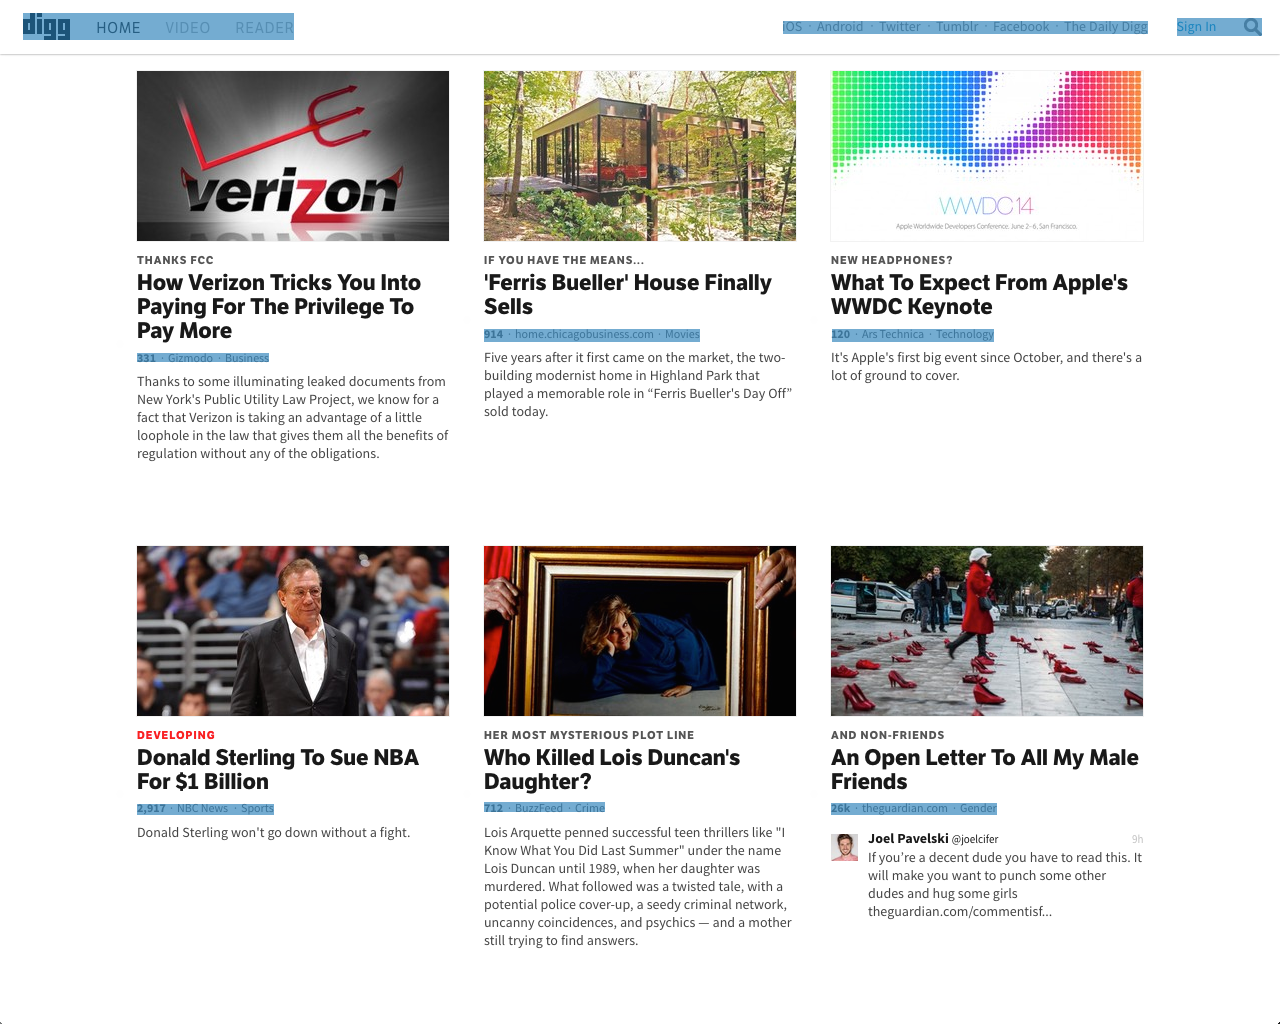 digg HOME VIDEO READER iOS · Android · Twitter · Tumblr · Facebook · The Daily Digg Sign In
verizon
WWDC14
Apple Worldwide Developers Conference. June 2–6, San Francisco.
THANKS FCC
How Verizon Tricks You Into
Paying For The Privilege To
Pay More
331 · Gizmodo · Business
Thanks to some illuminating leaked documents from
New York's Public Utility Law Project, we know for a
fact that Verizon is taking an advantage of a little
loophole in the law that gives them all the benefits of
regulation without any of the obligations.
IF YOU HAVE THE MEANS...
'Ferris Bueller' House Finally
Sells
914 · home.chicagobusiness.com · Movies
Five years after it first came on the market, the two-
building modernist home in Highland Park that
played a memorable role in “Ferris Bueller's Day Off”
sold today.
NEW HEADPHONES?
What To Expect From Apple's
WWDC Keynote
120 · Ars Technica · Technology
It's Apple's first big event since October, and there's a
lot of ground to cover.
DEVELOPING
Donald Sterling To Sue NBA
For $1 Billion
2,917 · NBC News · Sports
Donald Sterling won't go down without a fight.
HER MOST MYSTERIOUS PLOT LINE
Who Killed Lois Duncan's
Daughter?
712 · BuzzFeed · Crime
Lois Arquette penned successful teen thrillers like "I
Know What You Did Last Summer" under the name
Lois Duncan until 1989, when her daughter was
murdered. What followed was a twisted tale, with a
potential police cover-up, a seedy criminal network,
uncanny coincidences, and psychics — and a mother
still trying to find answers.
AND NON-FRIENDS
An Open Letter To All My Male
Friends
26k · theguardian.com · Gender
Joel Pavelski @joelcifer 9h
If you’re a decent dude you have to read this. It
will make you want to punch some other
dudes and hug some girls
theguardian.com/commentisf...